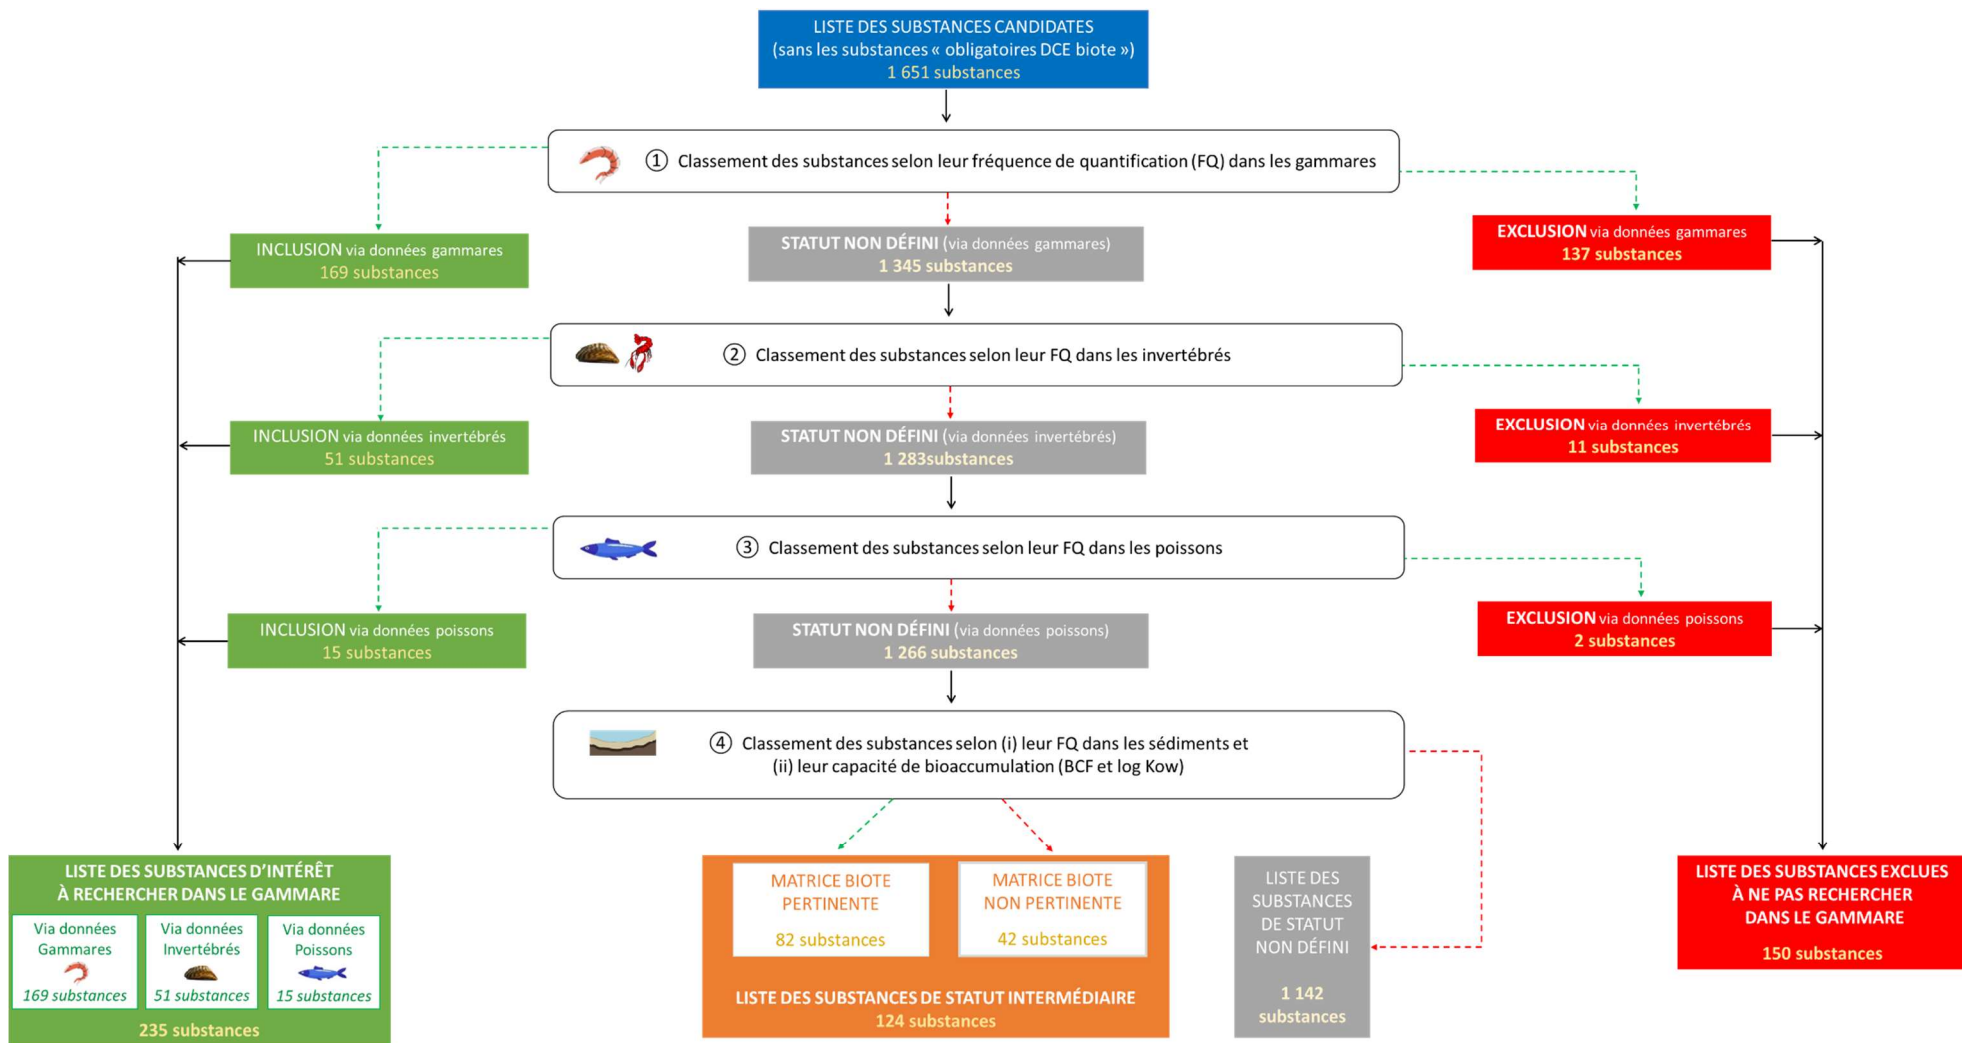 LISTE DES SUBSTANCES CANDIDATES
(sans les substances « obligatoires DCE biote »)
1 651 substances
① Classement des substances selon leur fréquence de quantification (FQ) dans les gammares
INCLUSION via données gammares
169 substances
STATUT NON DÉFINI (via données gammares)
1 345 substances
EXCLUSION via données gammares
137 substances
② Classement des substances selon leur FQ dans les invertébrés
INCLUSION via données invertébrés
51 substances
STATUT NON DÉFINI (via données invertébrés)
1 283substances
EXCLUSION via données invertébrés
11 substances
③ Classement des substances selon leur FQ dans les poissons
INCLUSION via données poissons
15 substances
STATUT NON DÉFINI (via données poissons)
1 266 substances
EXCLUSION via données poissons
2 substances
④ Classement des substances selon (i) leur FQ dans les sédiments et
(ii) leur capacité de bioaccumulation (BCF et log Kow)
LISTE DES SUBSTANCES D'INTÉRÊT
À RECHERCHER DANS LE GAMMARE
Via données
Gammares
169 substances
Via données
Invertébrés
51 substances
Via données
Poissons
15 substances
235 substances
MATRICE BIOTE
PERTINENTE
82 substances
MATRICE BIOTE
NON PERTINENTE
42 substances
LISTE DES SUBSTANCES DE STATUT INTERMÉDIAIRE
124 substances
LISTE DES
SUBSTANCES
DE STATUT
NON DÉFINI
1 142
substances
LISTE DES SUBSTANCES EXCLUES
À NE PAS RECHERCHER
DANS LE GAMMARE
150 substances